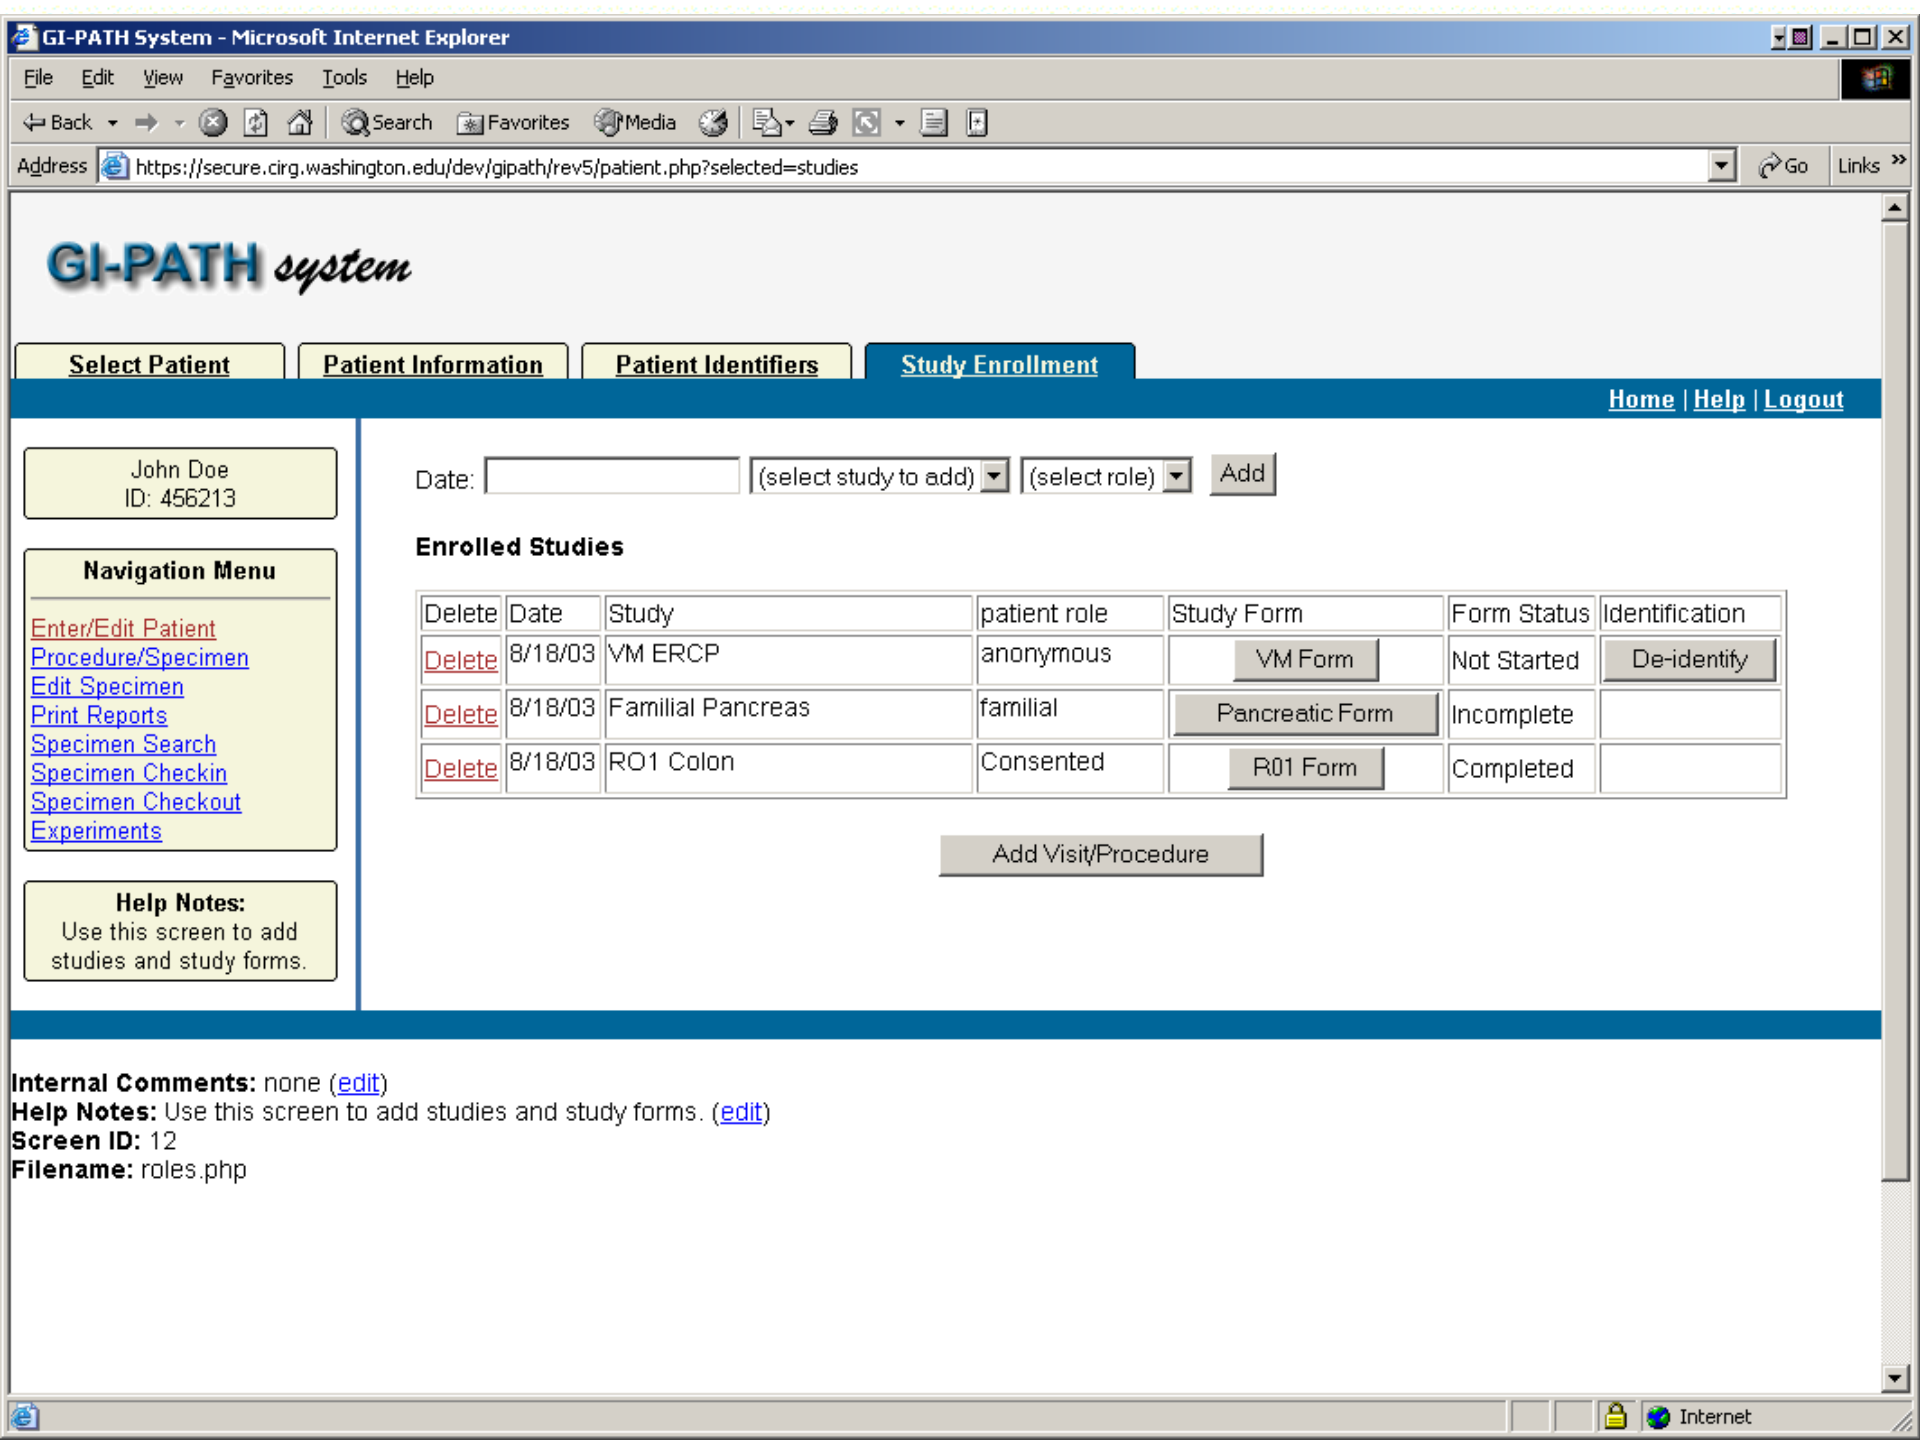 GI-PATH System - Microsoft Internet Explorer
File Edit View Favorites Tools Help
Back Search Favorites Media
Address https://secure.cirg.washington.edu/dev/gipath/rev5/patient.php?selected=studies Go Links »
GI-PATH system
Select Patient Patient Information Patient Identifiers Study Enrollment
Home | Help | Logout
John Doe
ID: 456213
Navigation Menu
Enter/Edit Patient
Procedure/Specimen
Edit Specimen
Print Reports
Specimen Search
Specimen Checkin
Specimen Checkout
Experiments
Help Notes:
Use this screen to add
studies and study forms.
Date: (select study to add) (select role) Add
Enrolled Studies
Delete Date Study patient role Study Form Form Status Identification
Delete 8/18/03 VM ERCP anonymous VM Form Not Started De-identify
Delete 8/18/03 Familial Pancreas familial Pancreatic Form Incomplete
Delete 8/18/03 RO1 Colon Consented R01 Form Completed
Add Visit/Procedure
Internal Comments: none (edit)
Help Notes: Use this screen to add studies and study forms. (edit)
Screen ID: 12
Filename: roles.php
Internet